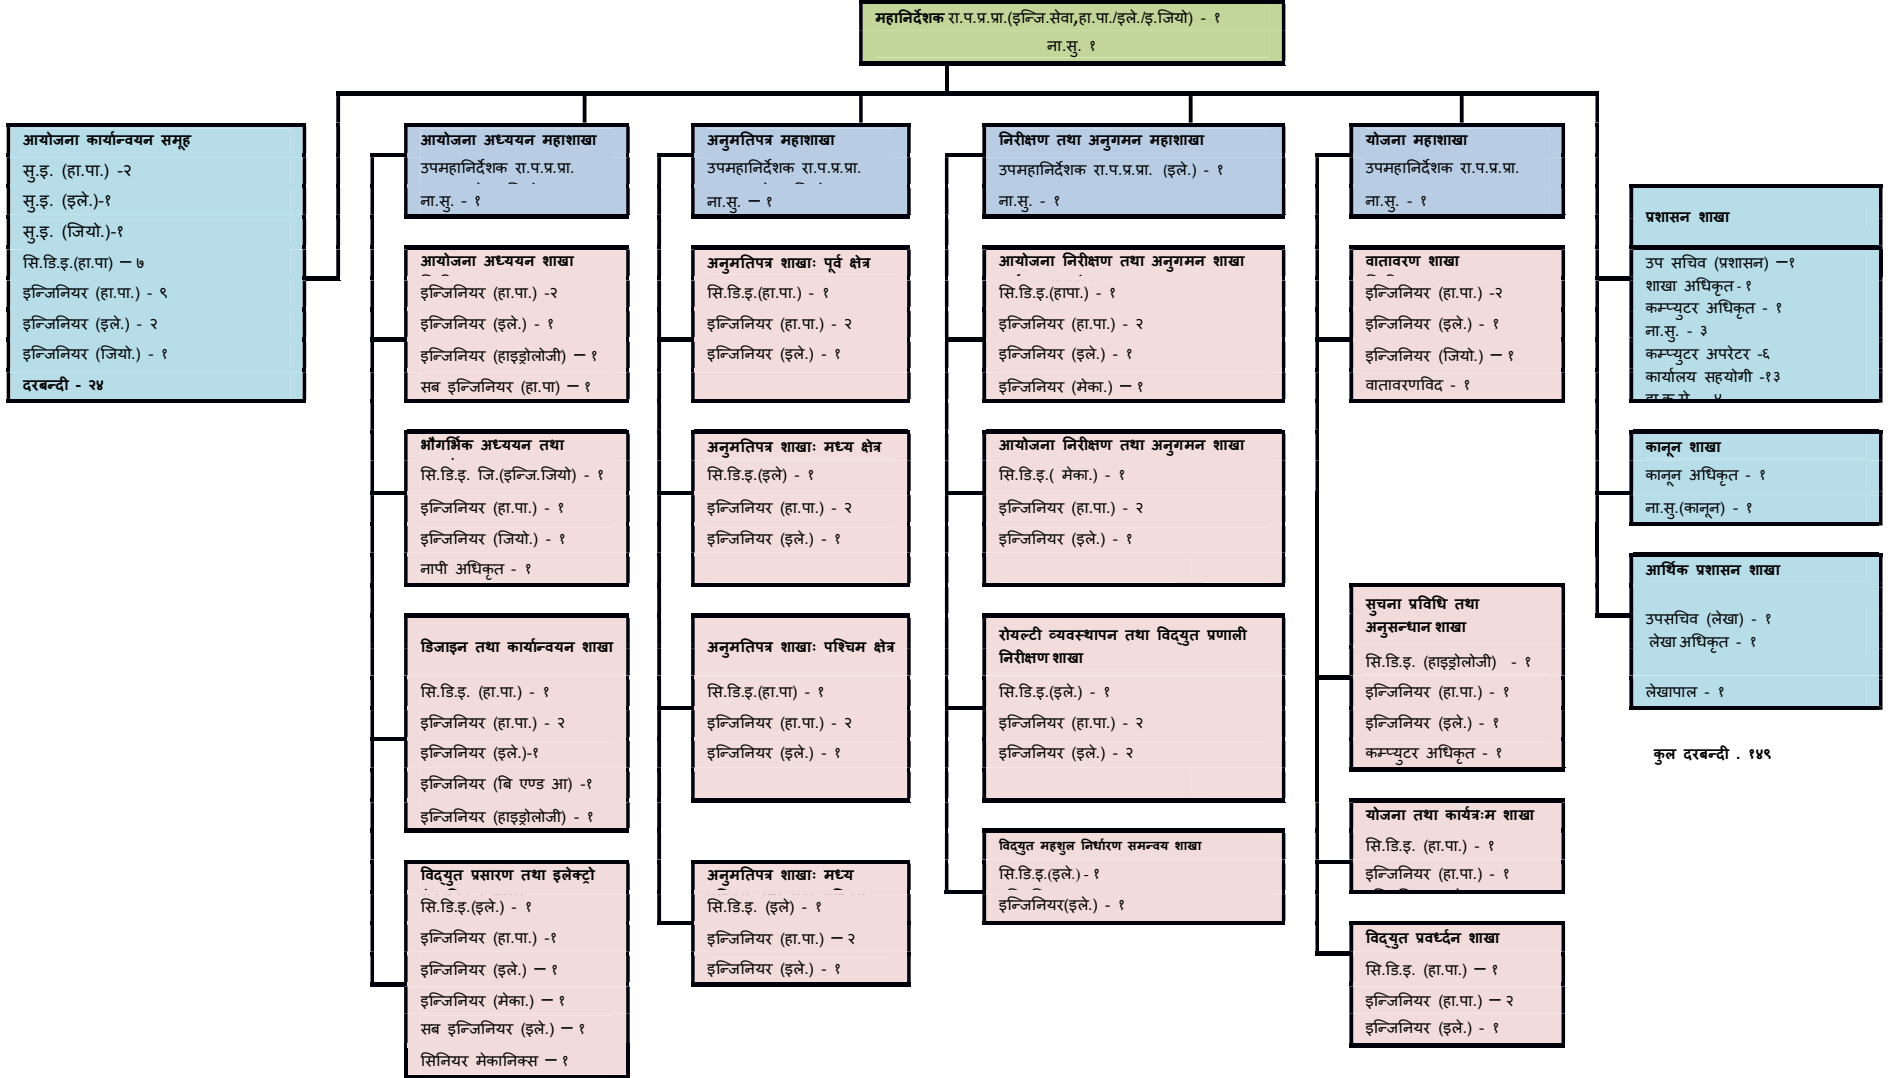 महानिर्देशक रा.प.प्र.प्रा.(इन्जि.सेवा,हा.पा./इले./इ.जियो) - १
ना.सु. १
आयोजना कार्यान्वयन समूह
सु.इ. (हा.पा.) -२
सु.इ. (इले.)-१
सु.इ. (जियो.)-१
सि.डि.इ.(हा.पा) – ७
इन्जिनियर (हा.पा.) - ९
इन्जिनियर (इले.) - २
इन्जिनियर (जियो.) - १
दरबन्दी - २४
आयोजना अध्ययन महाशाखा
उपमहानिर्देशक रा.प.प्र.प्रा.
ना.सु. - १
आयोजना अध्ययन शाखा
इन्जिनियर (हा.पा.) -२
इन्जिनियर (इले.) - १
इन्जिनियर (हाइड्रोलोजी) – १
सब इन्जिनियर (हा.पा) – १
भौगर्भिक अध्ययन तथा
सि.डि.इ. जि.(इन्जि.जियो) - १
इन्जिनियर (हा.पा.) - १
इन्जिनियर (जियो.) - १
नापी अधिकृत - १
डिजाइन तथा कार्यान्वयन शाखा
सि.डि.इ. (हा.पा.) - १
इन्जिनियर (हा.पा.) - २
इन्जिनियर (इले.)-१
इन्जिनियर (बि एण्ड आ) -१
इन्जिनियर (हाइड्रोलोजी) - १
विद्युत प्रसारण तथा इलेक्ट्रो
सि.डि.इ.(इले.) - १
इन्जिनियर (हा.पा.) -१
इन्जिनियर (इले.) – १
इन्जिनियर (मेका.) – १
सब इन्जिनियर (इले.) – १
सिनियर मेकानिक्स – १
अनुमतिपत्र महाशाखा
उपमहानिर्देशक रा.प.प्र.प्रा.
ना.सु. – १
अनुमतिपत्र शाखाः पूर्व क्षेत्र
सि.डि.इ.(हा.पा.) - १
इन्जिनियर (हा.पा.) - २
इन्जिनियर (इले.) - १
अनुमतिपत्र शाखाः मध्य क्षेत्र
सि.डि.इ.(इले) - १
इन्जिनियर (हा.पा.) - २
इन्जिनियर (इले.) - १
अनुमतिपत्र शाखाः पश्चिम क्षेत्र
सि.डि.इ.(हा.पा) - १
इन्जिनियर (हा.पा.) - २
इन्जिनियर (इले.) - १
अनुमतिपत्र शाखाः मध्य
सि.डि.इ. (इले) - १
इन्जिनियर (हा.पा.) – २
इन्जिनियर (इले.) - १
निरीक्षण तथा अनुगमन महाशाखा
उपमहानिर्देशक रा.प.प्र.प्रा. (इले.) - १
ना.सु. - १
आयोजना निरीक्षण तथा अनुगमन शाखा
सि.डि.इ.(हापा.) - १
इन्जिनियर (हा.पा.) - २
इन्जिनियर (इले.) - १
इन्जिनियर (मेका.) – १
आयोजना निरीक्षण तथा अनुगमन शाखा
सि.डि.इ.( मेका.) - १
इन्जिनियर (हा.पा.) - २
इन्जिनियर (इले.) - १
रोयल्टी व्यवस्थापन तथा विद्युत प्रणाली
निरीक्षण शाखा
सि.डि.इ.(इले.) - १
इन्जिनियर (हा.पा.) - २
इन्जिनियर (इले.) - २
विद्युत महशुल निर्धारण समन्वय शाखा
सि.डि.इ.(इले.) - १
इन्जिनियर(इले.) - १
योजना महाशाखा
उपमहानिर्देशक रा.प.प्र.प्रा.
ना.सु. - १
वातावरण शाखा
इन्जिनियर (हा.पा.) -२
इन्जिनियर (इले.) - १
इन्जिनियर (जियो.) – १
वातावरणविद - १
सुचना प्रविधि तथा
अनुसन्धान शाखा
सि.डि.इ. (हाइड्रोलोजी) - १
इन्जिनियर (हा.पा.) - १
इन्जिनियर (इले.) - १
कम्प्युटर अधिकृत - १
योजना तथा कार्यत्रःम शाखा
सि.डि.इ. (हा.पा.) - १
इन्जिनियर (हा.पा.) - १
विद्युत प्रवर्ध्दन शाखा
सि.डि.इ. (हा.पा.) – १
इन्जिनियर (हा.पा.) – २
इन्जिनियर (इले.) - १
प्रशासन शाखा
उप सचिव (प्रशासन) –१
शाखा अधिकृत - १
कम्प्युटर अधिकृत - १
ना.सु. - ३
कम्प्युटर अपरेटर -६
कार्यालय सहयोगी -१३
कानून शाखा
कानून अधिकृत - १
ना.सु.(कानून) - १
आर्थिक प्रशासन शाखा
उपसचिव (लेखा) - १
लेखा अधिकृत - १
लेखापाल - १
कुल दरबन्दी . १४९